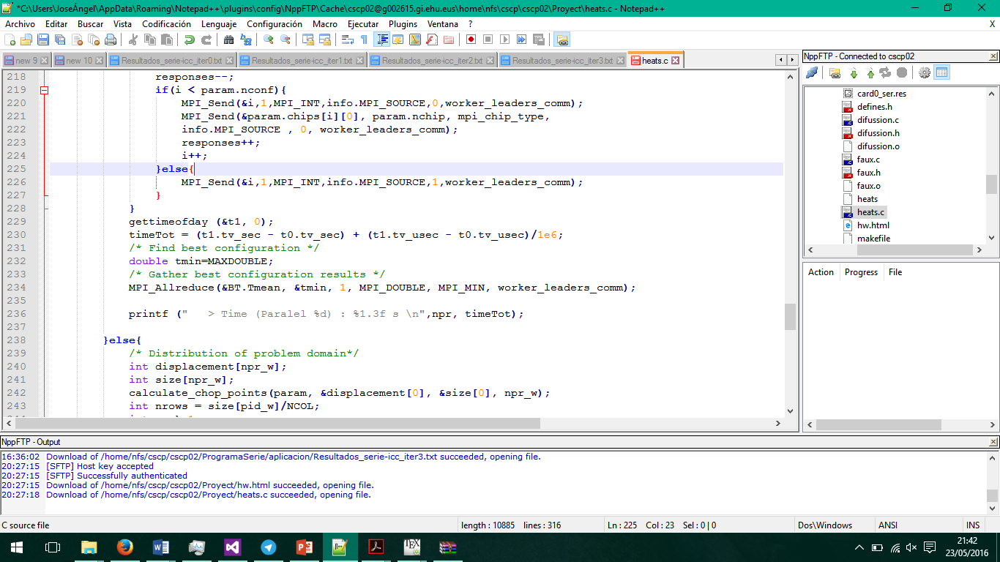 *C:\Users\JoseÁngel\AppData\Roaming\Notepad++\plugins\config\NppFTP\Cache\cscp02@g002615.gi.ehu.eus\home\nfs\cscp\cscp02\Proyect\heats.c - Notepad++
Archivo Editar Buscar Vista Codificación Lenguaje Configuración Macro Ejecutar Plugins Ventana ? X
new 9 new 10 Resultados_serie-icc_iter0.txt Resultados_serie-icc_iter1.txt Resultados_serie-icc_iter2.txt Resultados_serie-icc_iter3.txt heats.c
218 responses--;
219 if(i < param.nconf){
220 MPI_Send(&i,1,MPI_INT,info.MPI_SOURCE,0,worker_leaders_comm);
221 MPI_Send(&param.chips[i][0], param.nchip, mpi_chip_type,
222 info.MPI_SOURCE , 0, worker_leaders_comm);
223 responses++;
224 i++;
225 }else{
226 MPI_Send(&i,1,MPI_INT,info.MPI_SOURCE,1,worker_leaders_comm);
227 }
228 }
229 gettimeofday (&t1, 0);
230 timeTot = (t1.tv_sec - t0.tv_sec) + (t1.tv_usec - t0.tv_usec)/1e6;
231 /* Find best configuration */
232 double tmin=MAXDOUBLE;
233 /* Gather best configuration results */
234 MPI_Allreduce(&BT.Tmean, &tmin, 1, MPI_DOUBLE, MPI_MIN, worker_leaders_comm);
235
236 printf ("   > Time (Paralel %d) : %1.3f s \n",npr, timeTot);
237
238 }else{
239 /* Distribution of problem domain*/
240 int displacement[npr_w];
241 int size[npr_w];
242 calculate_chop_points(param, &displacement[0], &size[0], npr_w);
243 int nrows = size[pid_w]/NCOL;
NppFTP - Connected to cscp02
card0_ser.res
defines.h
difussion.c
difussion.h
difussion.o
faux.c
faux.h
faux.o
heats
heats.c
hw.html
makefile
Action Progress File
NppFTP - Output
16:36:02 Download of /home/nfs/cscp/cscp02/ProgramaSerie/aplicacion/Resultados_serie-icc_iter3.txt succeeded, opening file.
20:27:15 [SFTP] Host key accepted
20:27:15 [SFTP] Successfully authenticated
20:27:15 Download of /home/nfs/cscp/cscp02/Proyect/hw.html succeeded, opening file.
20:27:18 Download of /home/nfs/cscp/cscp02/Proyect/heats.c succeeded, opening file.
C source file length : 10885 lines : 316 Ln : 225 Col : 23 Sel : 0 | 0 Dos\Windows ANSI INS
21:42
23/05/2016